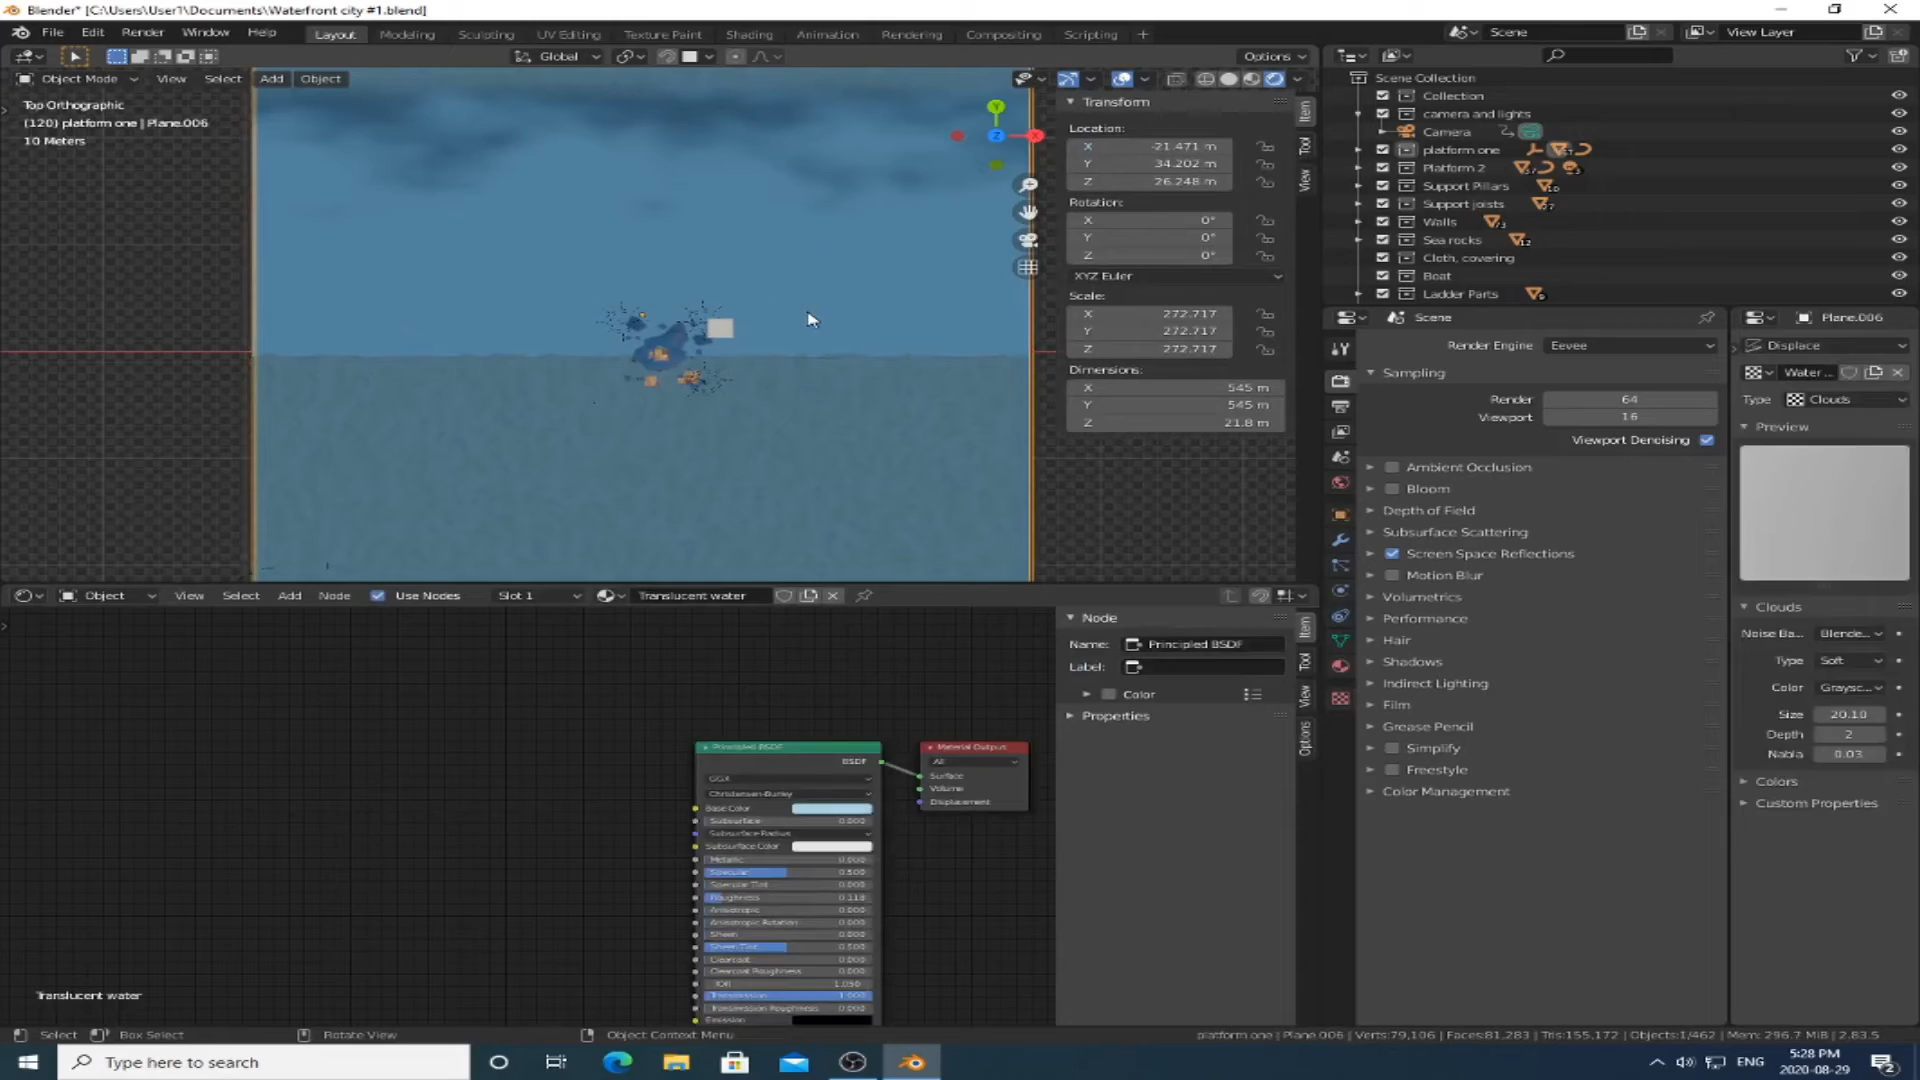 Blender* [C:\Users\User1\Documents\Waterfront city #1.blend]
File Edit Render Window Help Layout Modeling Sculpting UV Editing Texture Paint Shading Animation Rendering Compositing Scripting + Scene View Layer
Global Options
Object Mode View Select Add Object
Top Orthographic
(120) platform one | Plane.006
10 Meters
Y
Z
X
Transform
Location:
X -21.471 m
Y 34.202 m
Z 26.248 m
Rotation:
X 0°
Y 0°
Z 0°
XYZ Euler
Scale:
X 272.717
Y 272.717
Z 272.717
Dimensions:
X 545 m
Y 545 m
Z 21.8 m
Item
Tool
View
Scene Collection
Collection
camera and lights
Camera
platform one
Platform 2
Support Pillars
Support joists
Walls
Sea rocks
Cloth, covering
Boat
Ladder Parts
Scene
Render Engine Eevee
Sampling
Render 64
Viewport 16
Viewport Denoising
Ambient Occlusion
Bloom
Depth of Field
Subsurface Scattering
Screen Space Reflections
Motion Blur
Volumetrics
Performance
Hair
Shadows
Indirect Lighting
Film
Grease Pencil
Simplify
Freestyle
Color Management
Plane.006
Displace
Water ...
Type Clouds
Preview
Clouds
Noise Ba... Blende...
Type Soft
Color Graysc...
Size 20.10
Depth 2
Nabla 0.03
Colors
Custom Properties
Object View Select Add Node Use Nodes Slot 1 Translucent water
Node
Name: Principled BSDF
Label:
Color
Properties
Item
Tool
View
Options
Principled BSDF
BSDF
GGX
Christensen-Burley
Base Color
Subsurface 0.000
Subsurface Radius
Subsurface Color
Metallic 0.000
Specular 0.500
Specular Tint 0.000
Roughness 0.118
Anisotropic 0.000
Anisotropic Rotation 0.000
Sheen 0.000
Sheen Tint 0.500
Clearcoat 0.000
Clearcoat Roughness 0.000
IOR 1.050
Transmission 1.000
Transmission Roughness 0.000
Emission
Material Output
All
Surface
Volume
Displacement
Translucent water
Select Box Select Rotate View Object Context Menu platform one | Plane.006 | Verts:79,106 | Faces:81,283 | Tris:155,172 | Objects:1/462 | Mem: 296.7 MiB | 2.83.5
Type here to search
ENG
5:28 PM
2020-08-29
2